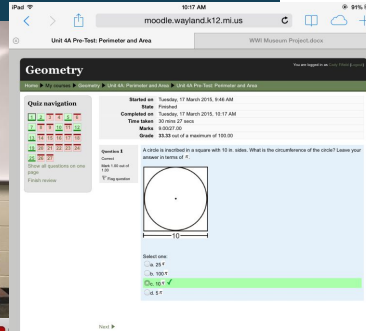 iPad
10:17 AM
91%
moodle.wayland.k12.mi.us
Unit 4A Pre-Test: Perimeter and Area
WWI Museum Project.docx
Geometry
You are logged in as
Home ▶ My courses ▶ Geometry ▶ Unit 4A: Perimeter and Area ▶ Unit 4A Pre-Test: Perimeter and Area
Quiz navigation
1 2 3 4 5 6
7 8 9 10 11 12
13 14 15 16 17 18
19 20 21 22 23 24
25 26 27
Show all questions on one page
Finish review
Started on Tuesday, 17 March 2015, 9:46 AM
State Finished
Completed on Tuesday, 17 March 2015, 10:17 AM
Time taken 30 mins 27 secs
Marks 9.00/27.00
Grade 33.33 out of a maximum of 100.00
Question 1
Correct
Mark 1.00 out of 1.00
Flag question
A circle is inscribed in a square with 10 in. sides. What is the circumference of the circle? Leave your answer in terms of π.
10
Select one:
a. 25 π
b. 100 π
c. 10 π ✓
d. 5 π
Next ▶